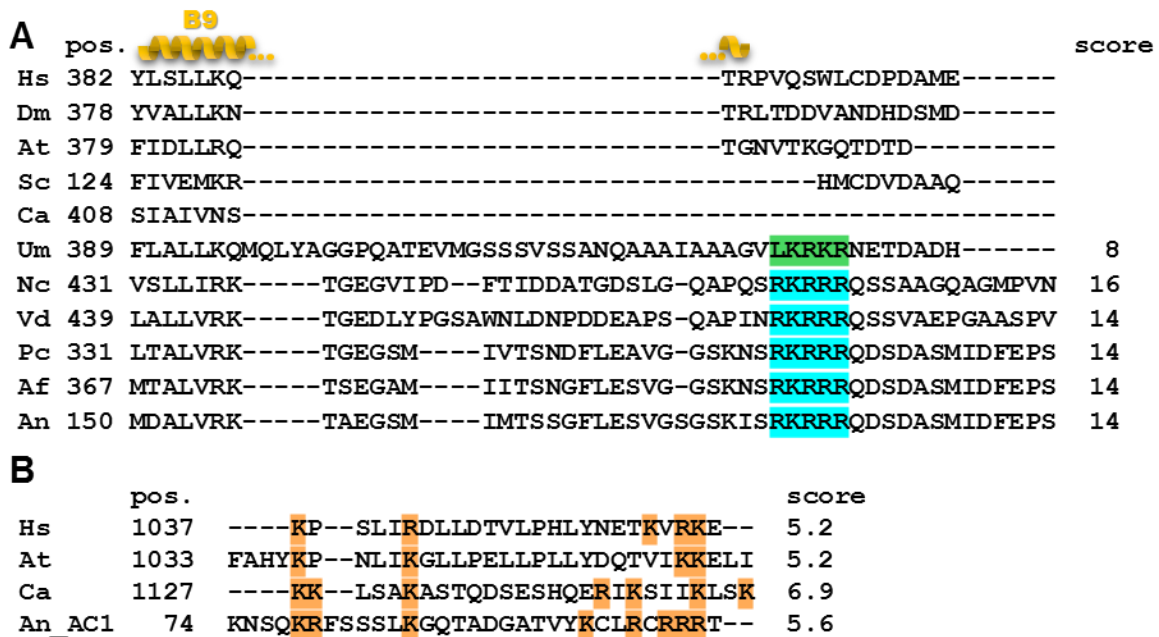 B9
A pos. ... ... score
Hs 382 YLSLLKQ------------------------------TRPVQSWLCDPDAME------
Dm 378 YVALLKN------------------------------TRLTDDVANDHDSMD------
At 379 FIDLLRQ------------------------------TGNVTKGQTDTD---------
Sc 124 FIVEMKR------------------------------------HMCDVDAAQ------
Ca 408 SIAIVNS---------------------------------------------------
Um 389 FLALLKQMQLYAGGPQATEVMGSSSVSSANQAAAIAAAGVLKRKRNETDADH------ 8
Nc 431 VSLLIRK-----TGEGVIPD--FTIDDATGDSLG-QAPQSRKRRRQSSAAGQAGMPVN 16
Vd 439 LALLVRK-----TGEDLYPGSAWNLDNPDDEAPS-QAPINRKRRRQSSVAEPGAASPV 14
Pc 331 LTALVRK-----TGEGSM----IVTSNDFLEAVG-GSKNSRKRRRQDSDASMIDFEPS 14
Af 367 MTALVRK-----TSEGAM----IITSNGFLESVG-GSKNSRKRRRQDSDASMIDFEPS 14
An 150 MDALVRK-----TAEGSM----IMTSSGFLESVGSGSKISRKRRRQDSDASMIDFEPS 14
B
pos. score
Hs 1037 ----KP--SLIRDLLDTVLPHLYNETKVRKE-- 5.2
At 1033 FAHYKP--NLIKGLLPELLPLLYDQTVIKKELI 5.2
Ca 1127 ----KK--LSAKASTQDSESHQERIKSIIKLSK 6.9
An_AC1 74 KNSQKRFSSSLKGQTADGATVYKCLRCRRRT-- 5.6